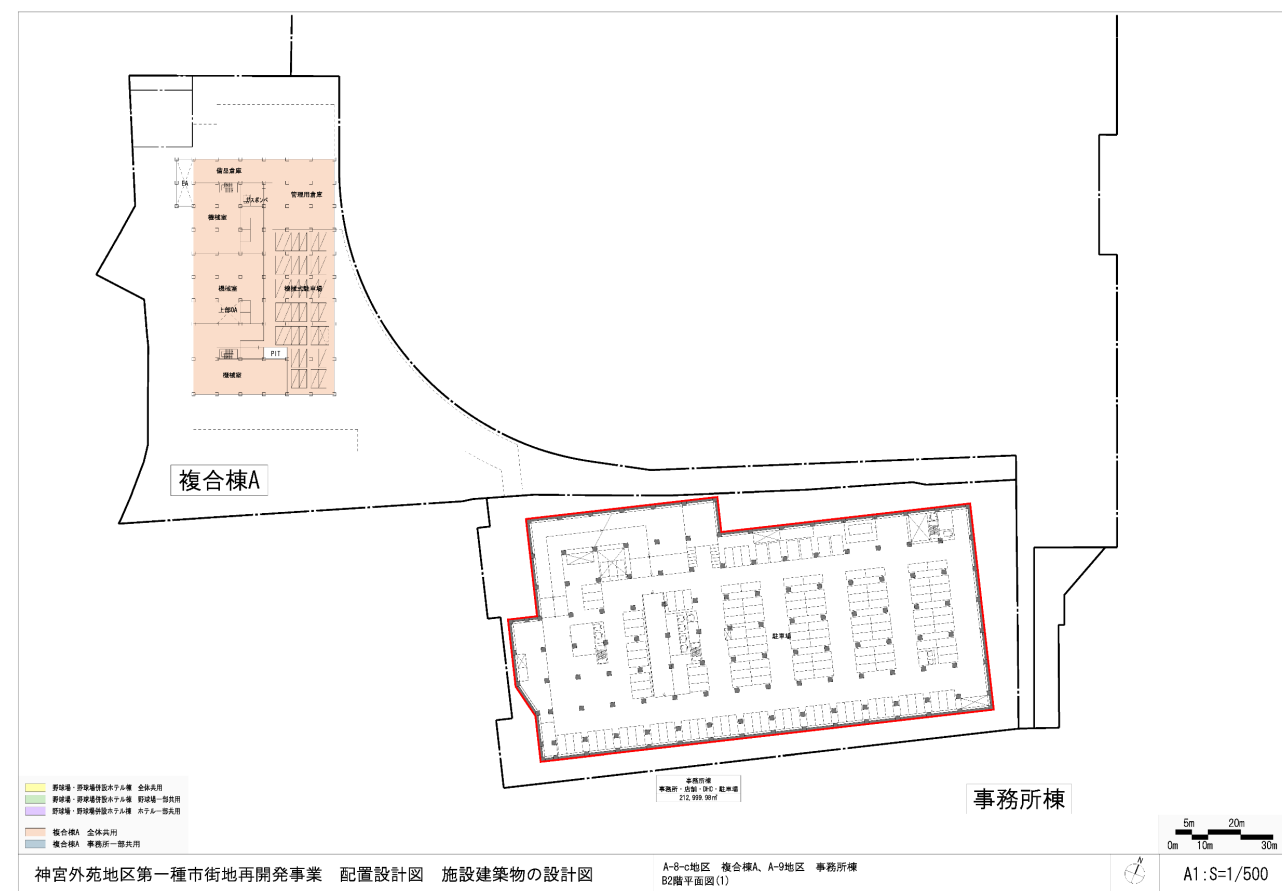 備品倉庫
EA
管理用倉庫
ガスボンベ
機械室
機械室
機械式駐車場
上部DA
PIT
機械室
複合棟A
駐車場
事務所棟
事務所・店舗・DHC・駐車場
212,999.98㎡
事務所棟
野球場・野球場併設ホテル棟 全体共用
野球場・野球場併設ホテル棟 野球場一部共用
野球場・野球場併設ホテル棟 ホテル一部共用
複合棟A 全体共用
複合棟A 事務所一部共用
5m 20m
0m 10m 30m
神宮外苑地区第一種市街地再開発事業 配置設計図 施設建築物の設計図
A-8-c地区 複合棟A、A-9地区 事務所棟
B2階平面図(1)
N
A1:S=1/500